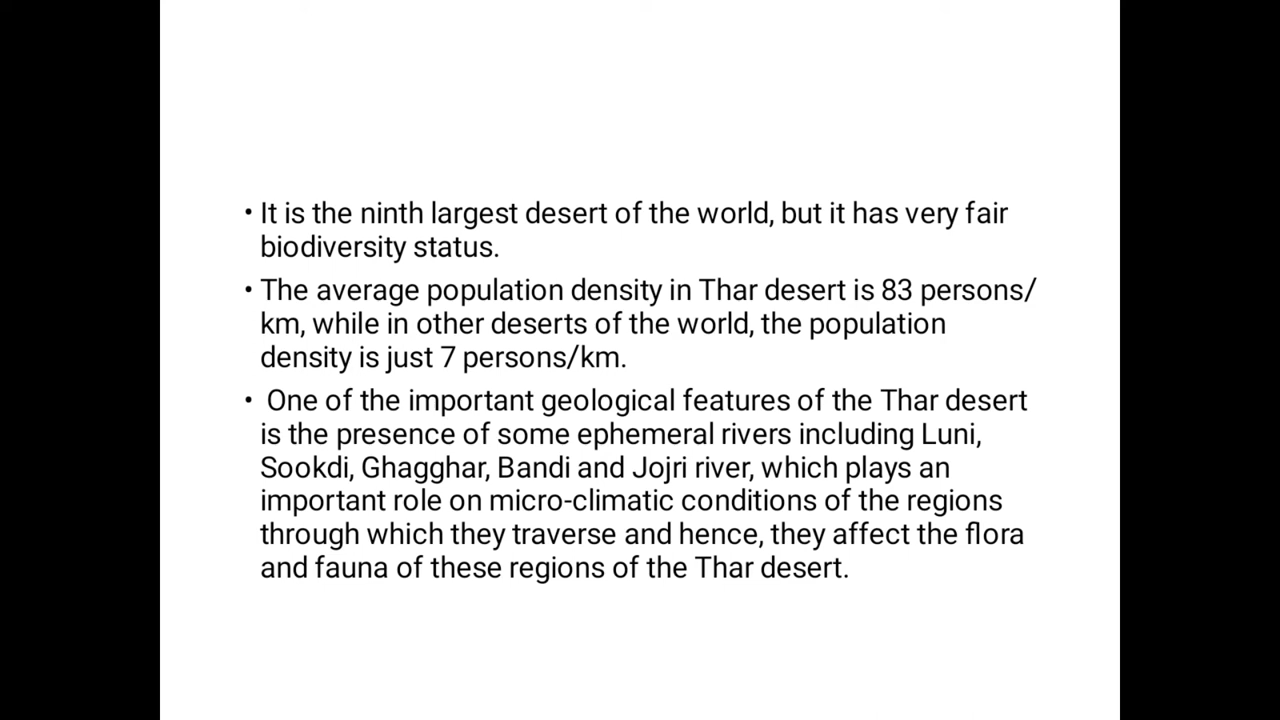 • It is the ninth largest desert of the world, but it has very fair
biodiversity status.
• The average population density in Thar desert is 83 persons/
km, while in other deserts of the world, the population
density is just 7 persons/km.
• One of the important geological features of the Thar desert
is the presence of some ephemeral rivers including Luni,
Sookdi, Ghagghar, Bandi and Jojri river, which plays an
important role on micro-climatic conditions of the regions
through which they traverse and hence, they affect the flora
and fauna of these regions of the Thar desert.